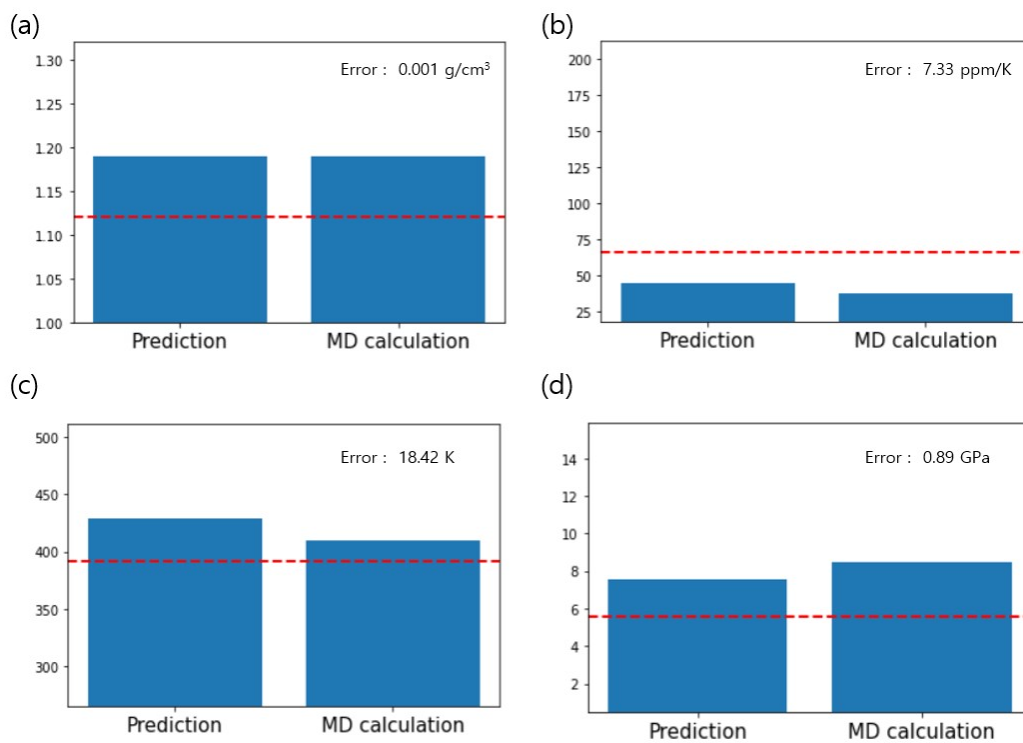 (a)
Error : 0.001 g/cm³
1.30
1.25
1.20
1.15
1.10
1.05
1.00
Prediction MD calculation
(b)
Error : 7.33 ppm/K
200
175
150
125
100
75
50
25
Prediction MD calculation
(c)
Error : 18.42 K
500
450
400
350
300
Prediction MD calculation
(d)
Error : 0.89 GPa
14
12
10
8
6
4
2
Prediction MD calculation